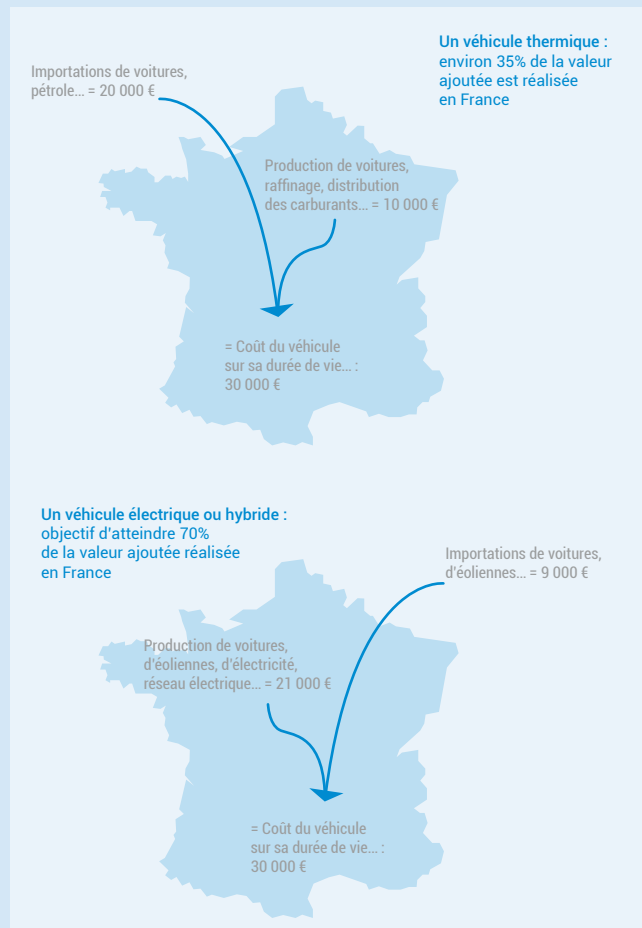 Un véhicule thermique :
environ 35% de la valeur
ajoutée est réalisée
en France
Importations de voitures,
pétrole... = 20 000 €
Production de voitures,
raffinage, distribution
des carburants... = 10 000 €
= Coût du véhicule
sur sa durée de vie... :
30 000 €
Un véhicule électrique ou hybride :
objectif d'atteindre 70%
de la valeur ajoutée réalisée
en France
Importations de voitures,
d'éoliennes... = 9 000 €
Production de voitures,
d'éoliennes, d'électricité,
réseau électrique... = 21 000 €
= Coût du véhicule
sur sa durée de vie... :
30 000 €